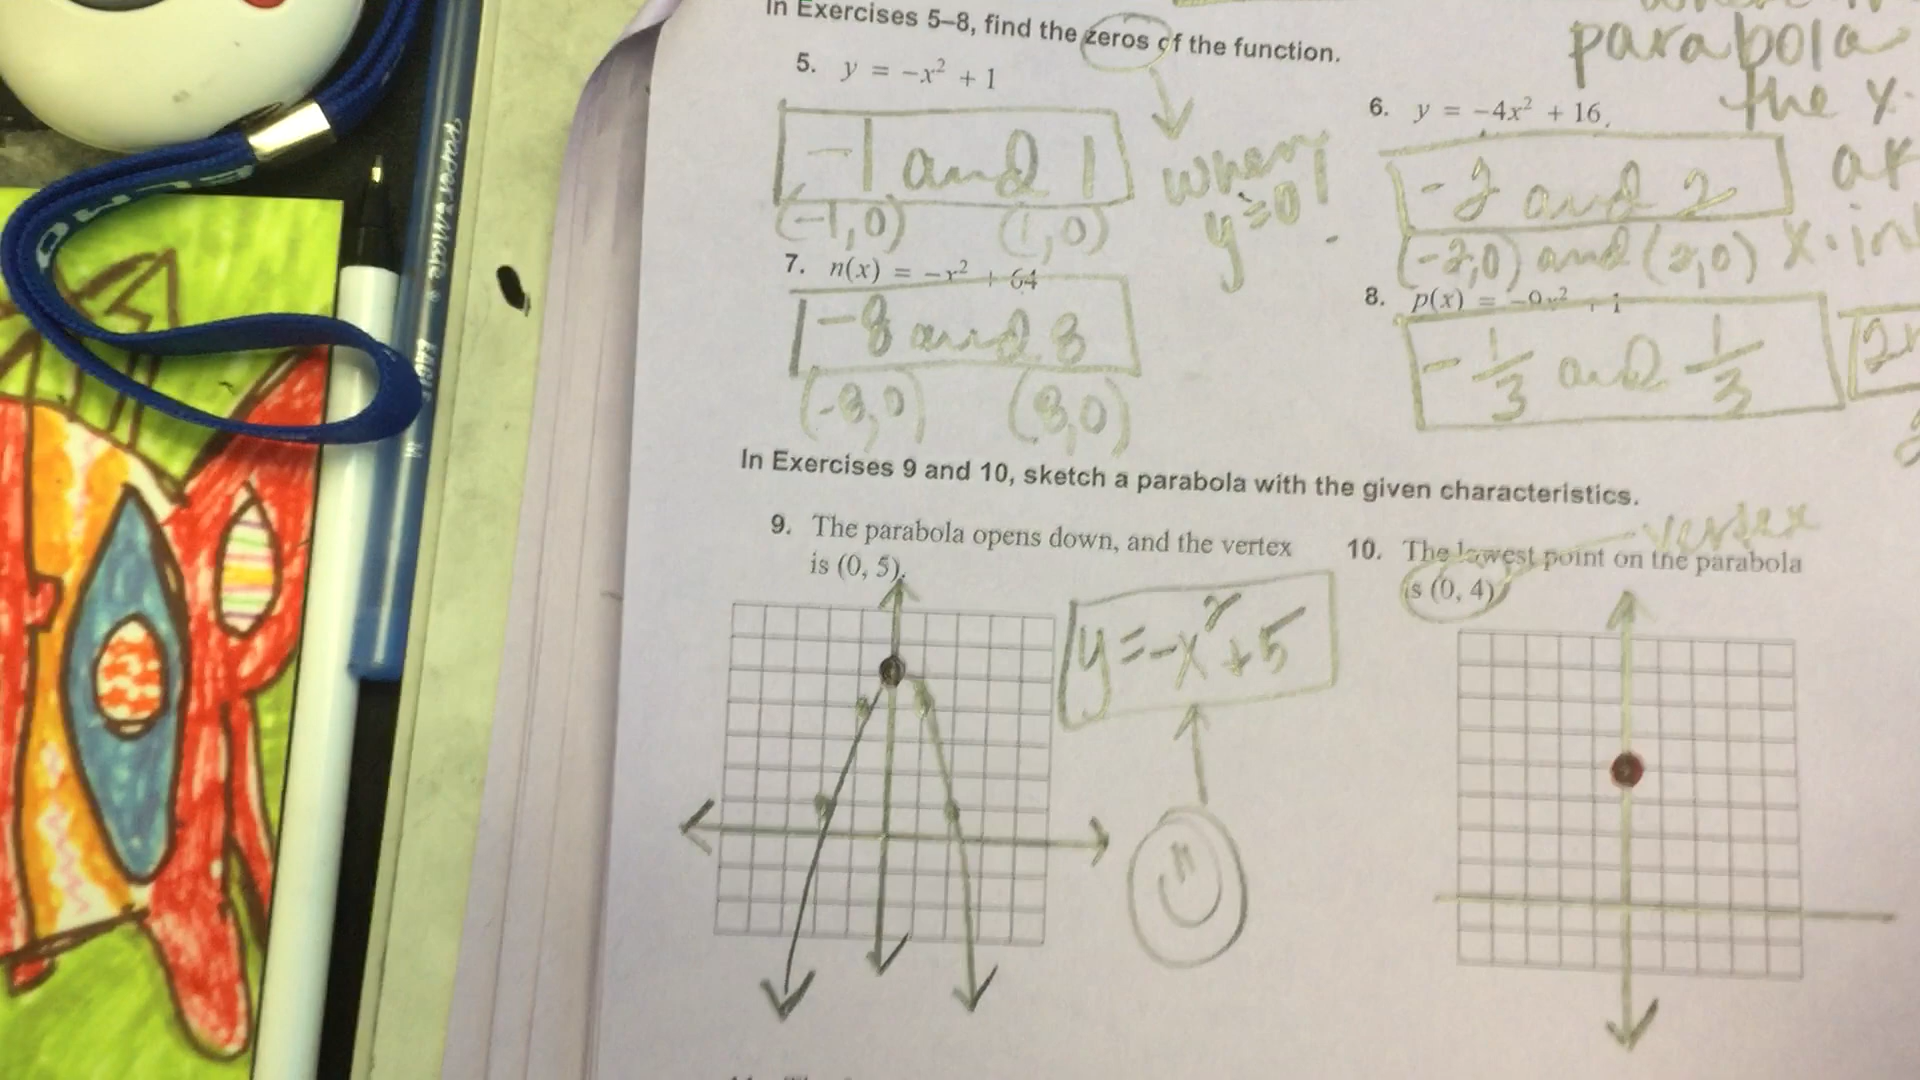 In Exercises 5–8, find the zeros of the function.
5. y = −x² + 1
-1 and 1
(-1,0) (1,0)
when
y=0!
6. y = −4x² + 16
-2 and 2
(-2,0) and (2,0)
parabola
the x-
x-in
7. n(x) = −x² + 64
-8 and 8
(-8,0) (8,0)
8. p(x) =
-1/3 and 1/3
In Exercises 9 and 10, sketch a parabola with the given characteristics.
9. The parabola opens down, and the vertex
is (0, 5).
y=-x²+5
vertex
10. The lowest point on the parabola
is (0, 4)
PaperMate